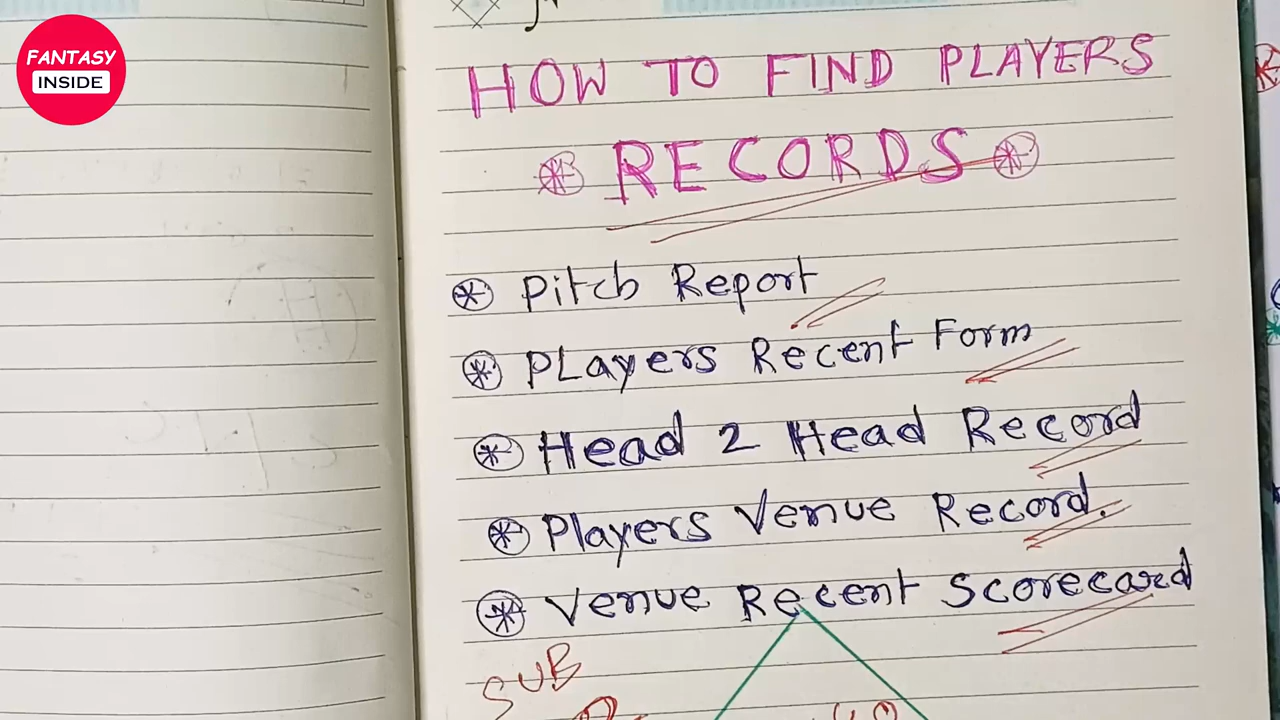 FANTASY
INSIDE
HOW TO FIND PLAYERS
RECORDS
Pitch Report
Players Recent Form
Head 2 Head Record
Players Venue Record.
Venue Recent Scorecard
SUB